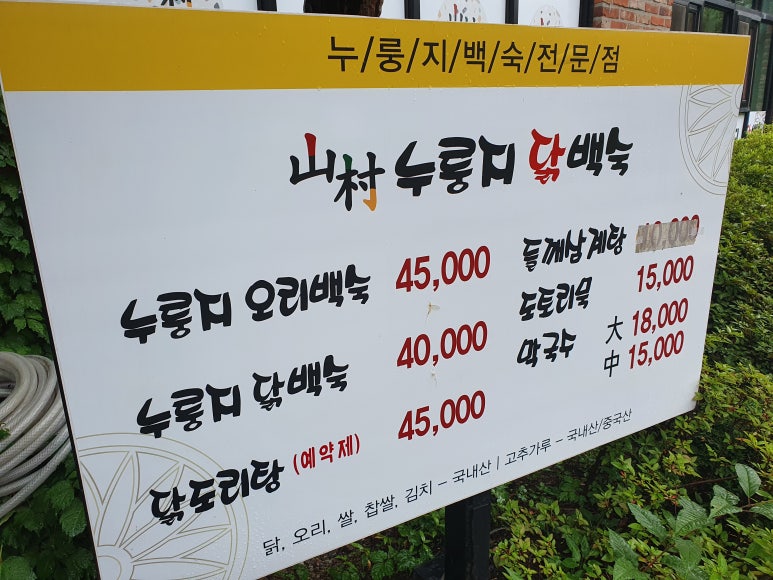 누/룽/지/백/숙/전/문/점
山村 누룽지 닭백숙
누룽지 오리백숙 45,000
누룽지 닭백숙 40,000
닭도리탕 (예약제) 45,000
들깨삼계탕
도토리묵 15,000
막국수 大 18,000
中 15,000
닭, 오리, 쌀, 찹쌀, 김치 - 국내산 | 고추가루 - 국내산/중국산